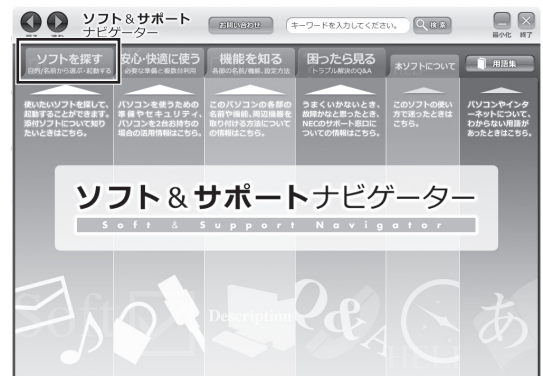 戻る 進む
ソフト&サポート
ナビゲーター
お問い合わせ
キーワードを入力してください。
検索
最小化 終了
ソフトを探す
目的/名前から選ぶ・起動する
安心・快適に使う
必要な準備と複数台利用
機能を知る
各部の名前/機能、設定方法
困ったら見る
トラブル解決のQ&A
本ソフトについて
用語集
使いたいソフトを探して、
起動することができます。
添付ソフトについて知り
たいときはこちら。
パソコンを使うための
準備やセキュリティ、
パソコンを2台お持ちの
場合の活用情報はこちら。
このパソコンの各部の
名前や機能、周辺機器を
取り付ける方法について
の情報はこちら。
うまくいかないとき、
故障かなと思ったとき、
NECのサポート窓口に
ついての情報はこちら。
このソフトの使い
方で迷ったときは
こちら。
パソコンやインタ
ーネットについて、
わからない用語が
あったときはこちら。
ソフト&サポートナビゲーター
Soft & Support Navigator
Soft
Description
Q&A
HELP
あ